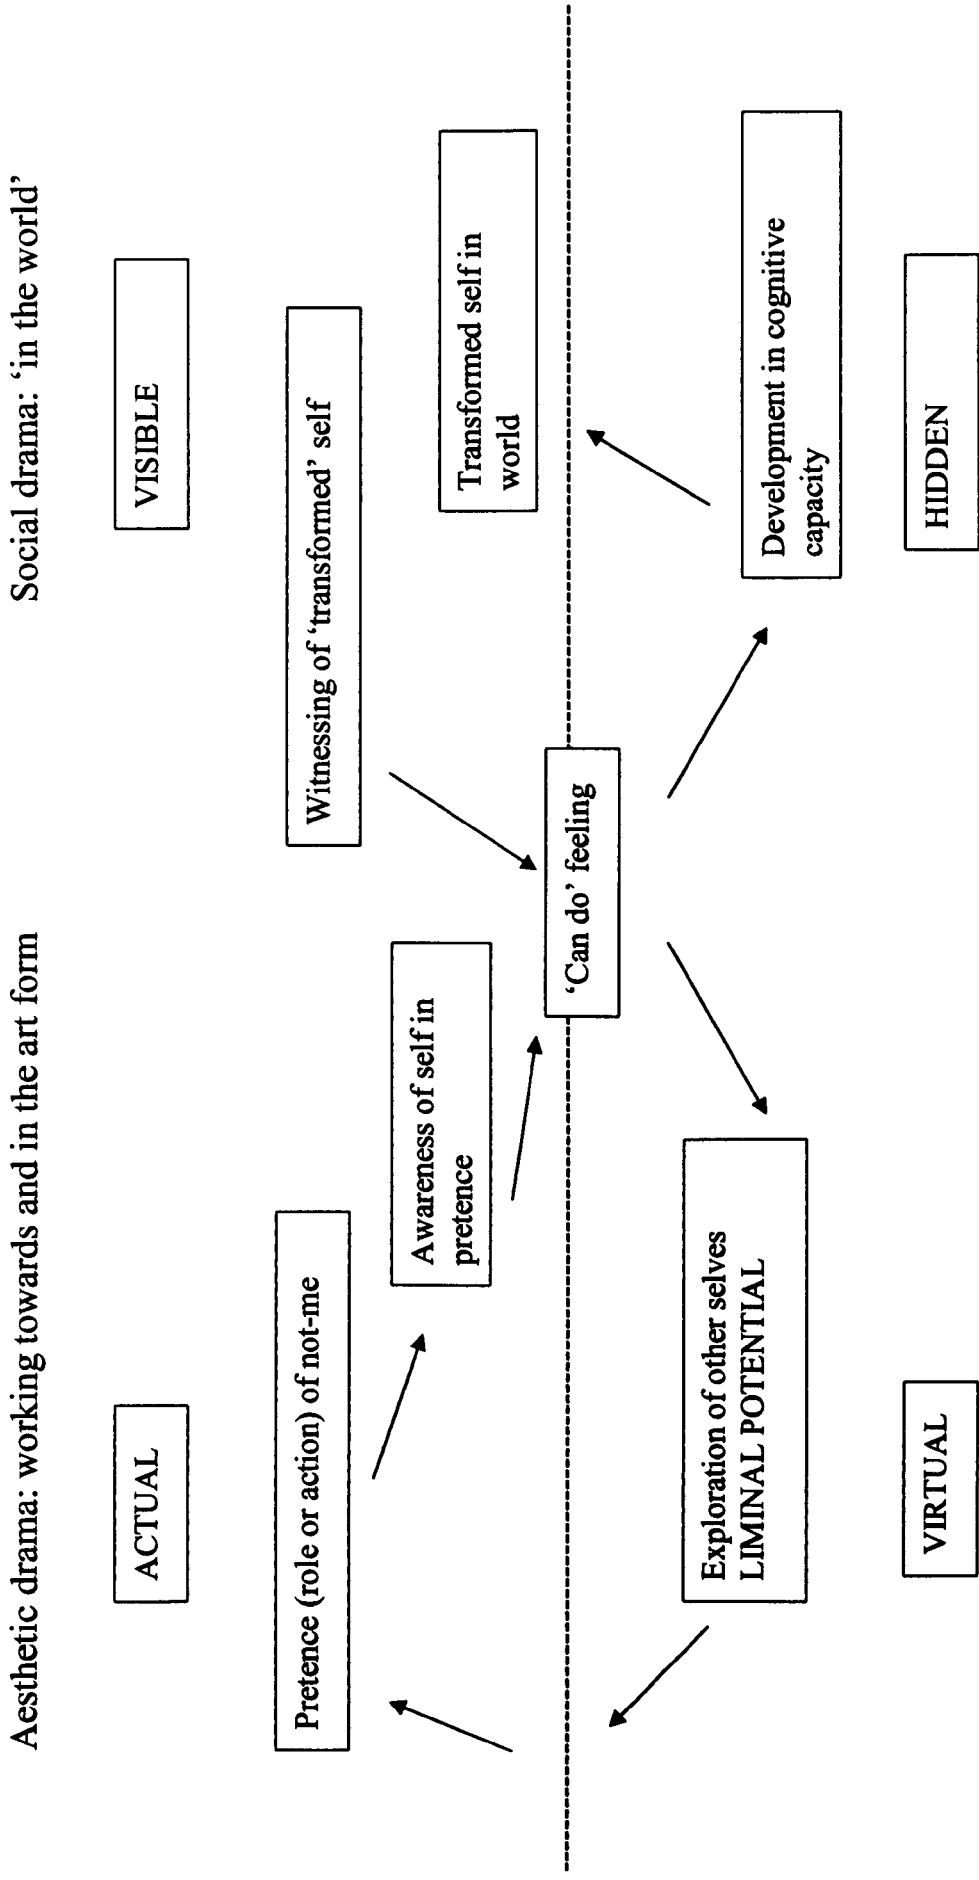 Aesthetic drama: working towards and in the art form
Social drama: ‘in the world’
ACTUAL
VISIBLE
Pretence (role or action) of not-me
Witnessing of ‘transformed’ self
Awareness of self in
pretence
Transformed self in
world
‘Can do’ feeling
Exploration of other selves
LIMINAL POTENTIAL
Development in cognitive
capacity
VIRTUAL
HIDDEN